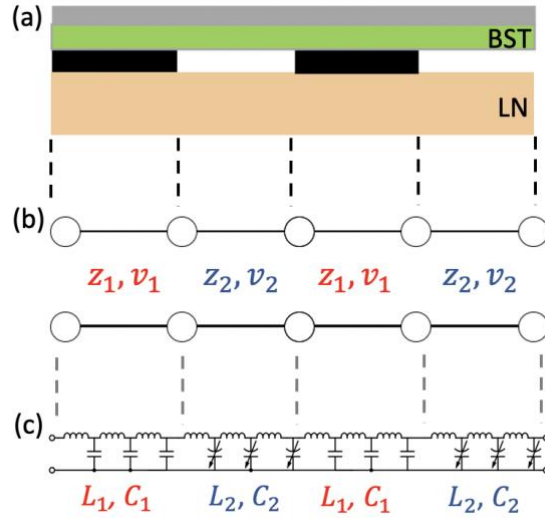 (a)
BST
LN
(b)
z₁, v₁ z₂, v₂ z₁, v₁ z₂, v₂
(c)
L₁, C₁ L₂, C₂ L₁, C₁ L₂, C₂